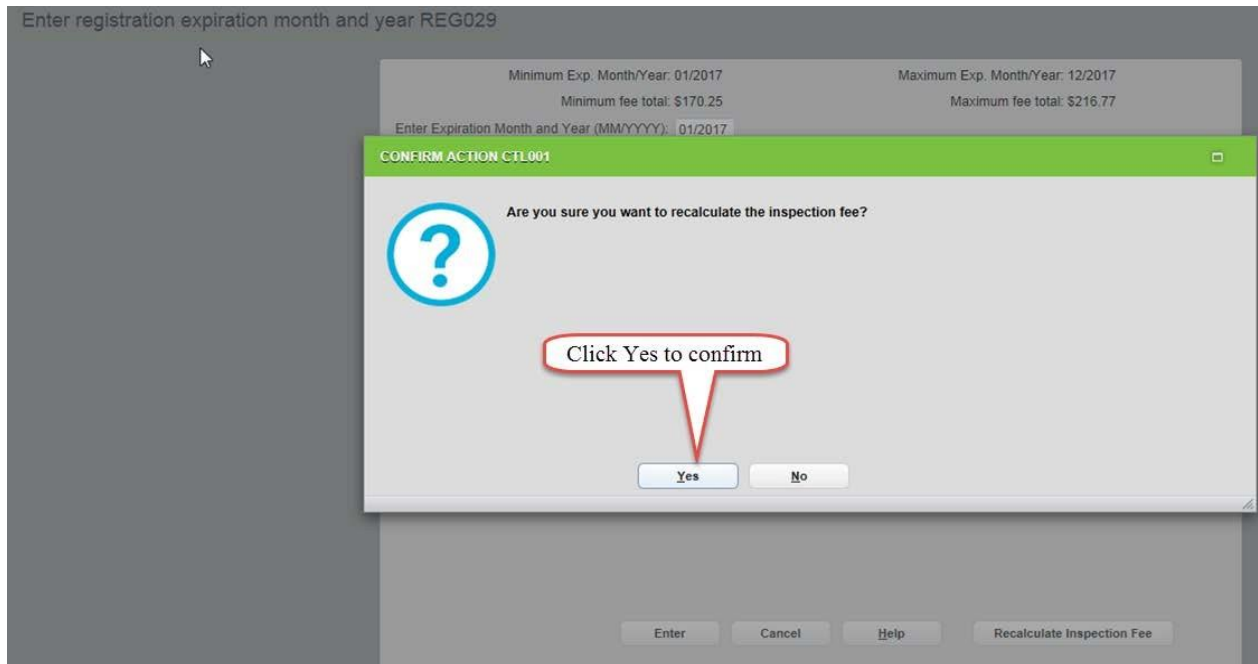 Enter registration expiration month and year REG029
Minimum Exp. Month/Year: 01/2017 Maximum Exp. Month/Year: 12/2017
Minimum fee total: $170.25 Maximum fee total: $216.77
Enter Expiration Month and Year (MM/YYYY): 01/2017
CONFIRM ACTION CTL001
?
Are you sure you want to recalculate the inspection fee?
Click Yes to confirm
Yes No
Enter Cancel Help Recalculate Inspection Fee